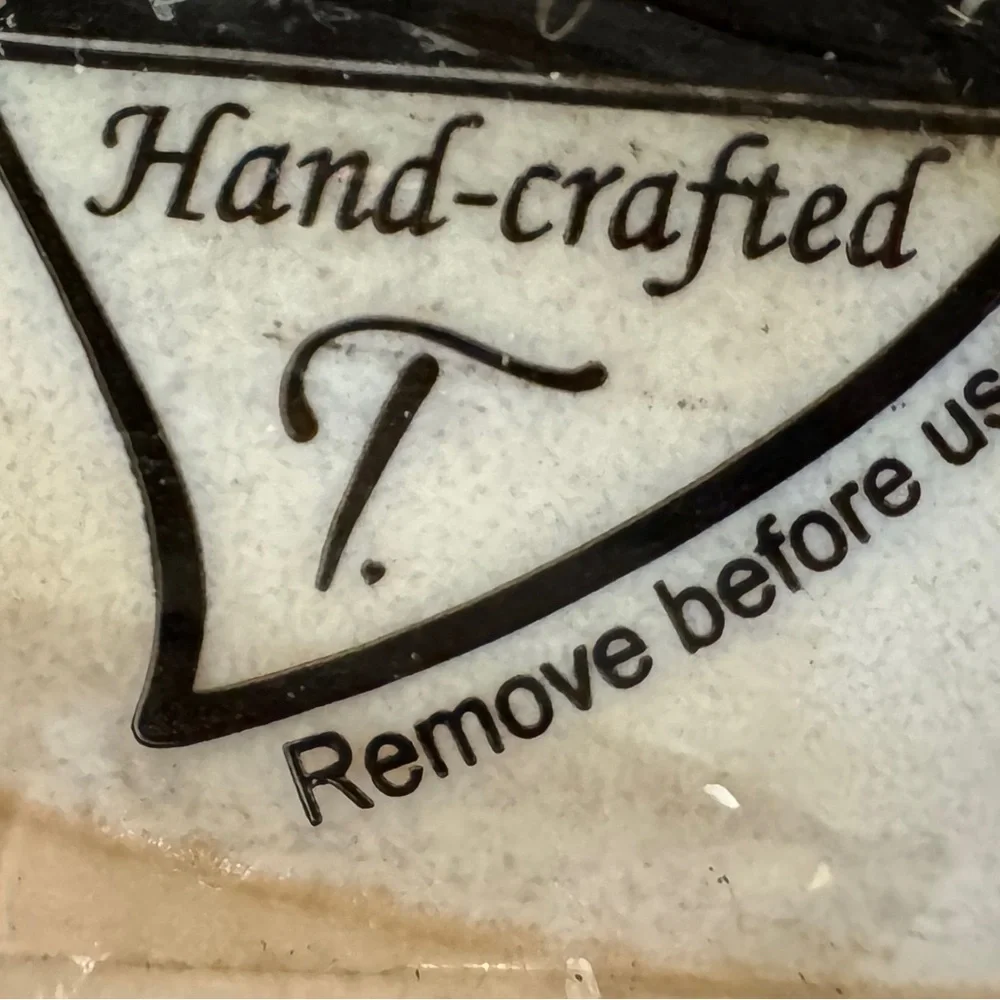 Hand-crafted
T.
Remove before us